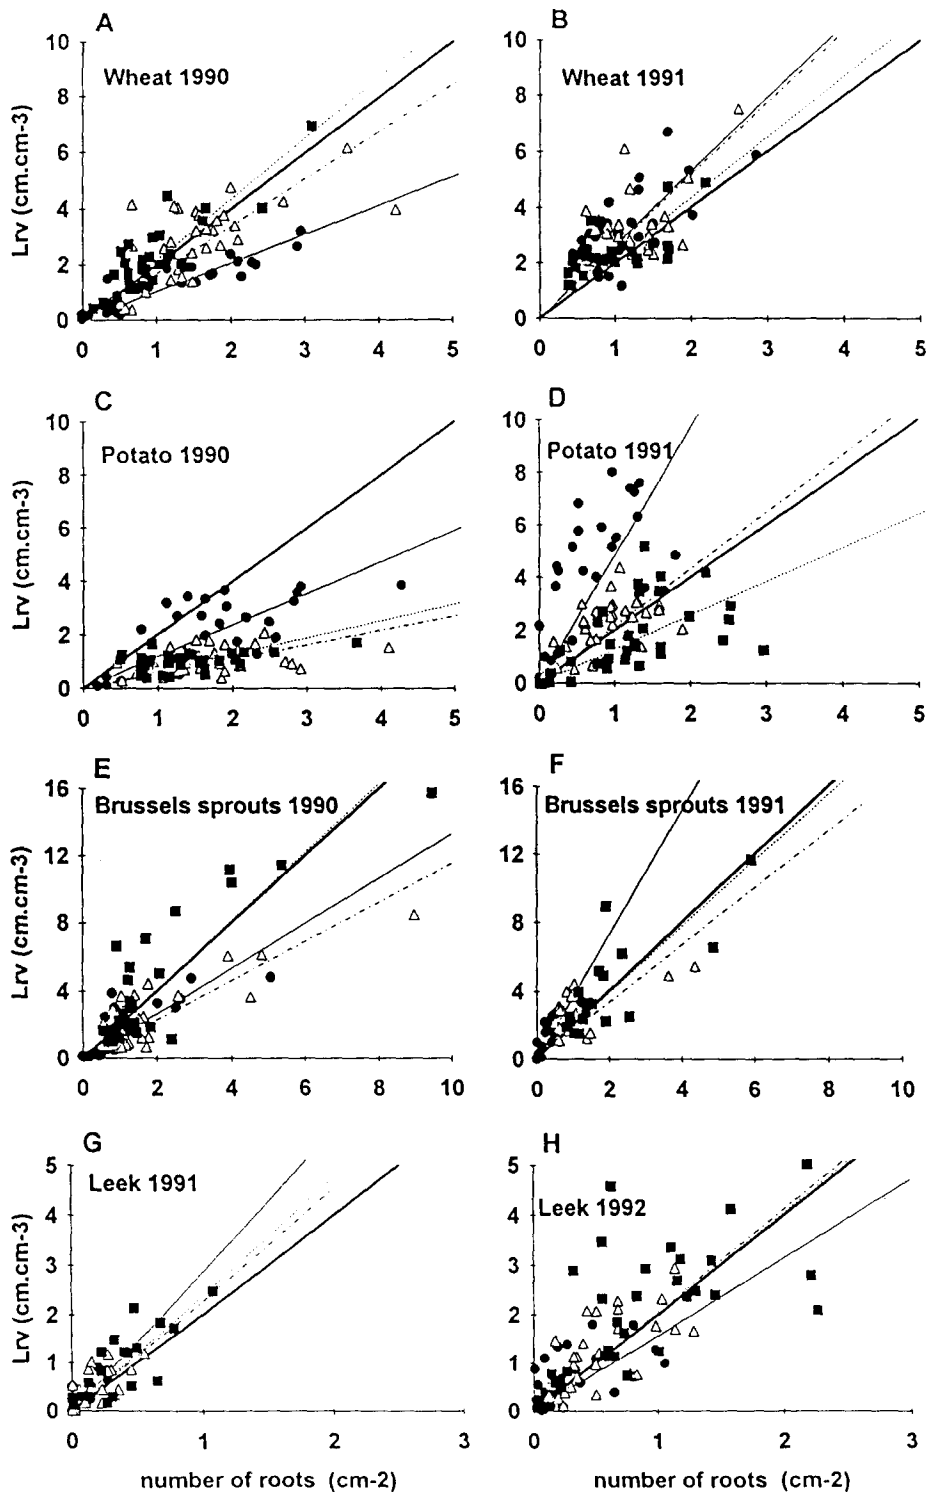 A
B
10
8
6
4
2
0
Lrv (cm.cm-3)
Wheat 1990
0 1 2 3 4 5
10
8
6
4
2
0
Wheat 1991
0 1 2 3 4 5
C
D
10
8
6
4
2
0
Lrv (cm.cm-3)
Potato 1990
0 1 2 3 4 5
10
8
6
4
2
0
Potato 1991
0 1 2 3 4 5
E
F
16
12
8
4
0
Lrv (cm.cm-3)
Brussels sprouts 1990
0 2 4 6 8 10
16
12
8
4
0
Brussels sprouts 1991
0 2 4 6 8 10
G
H
5
4
3
2
1
0
Lrv (cm.cm-3)
Leek 1991
0 1 2 3
number of roots (cm-2)
5
4
3
2
1
0
Leek 1992
0 1 2 3
number of roots (cm-2)